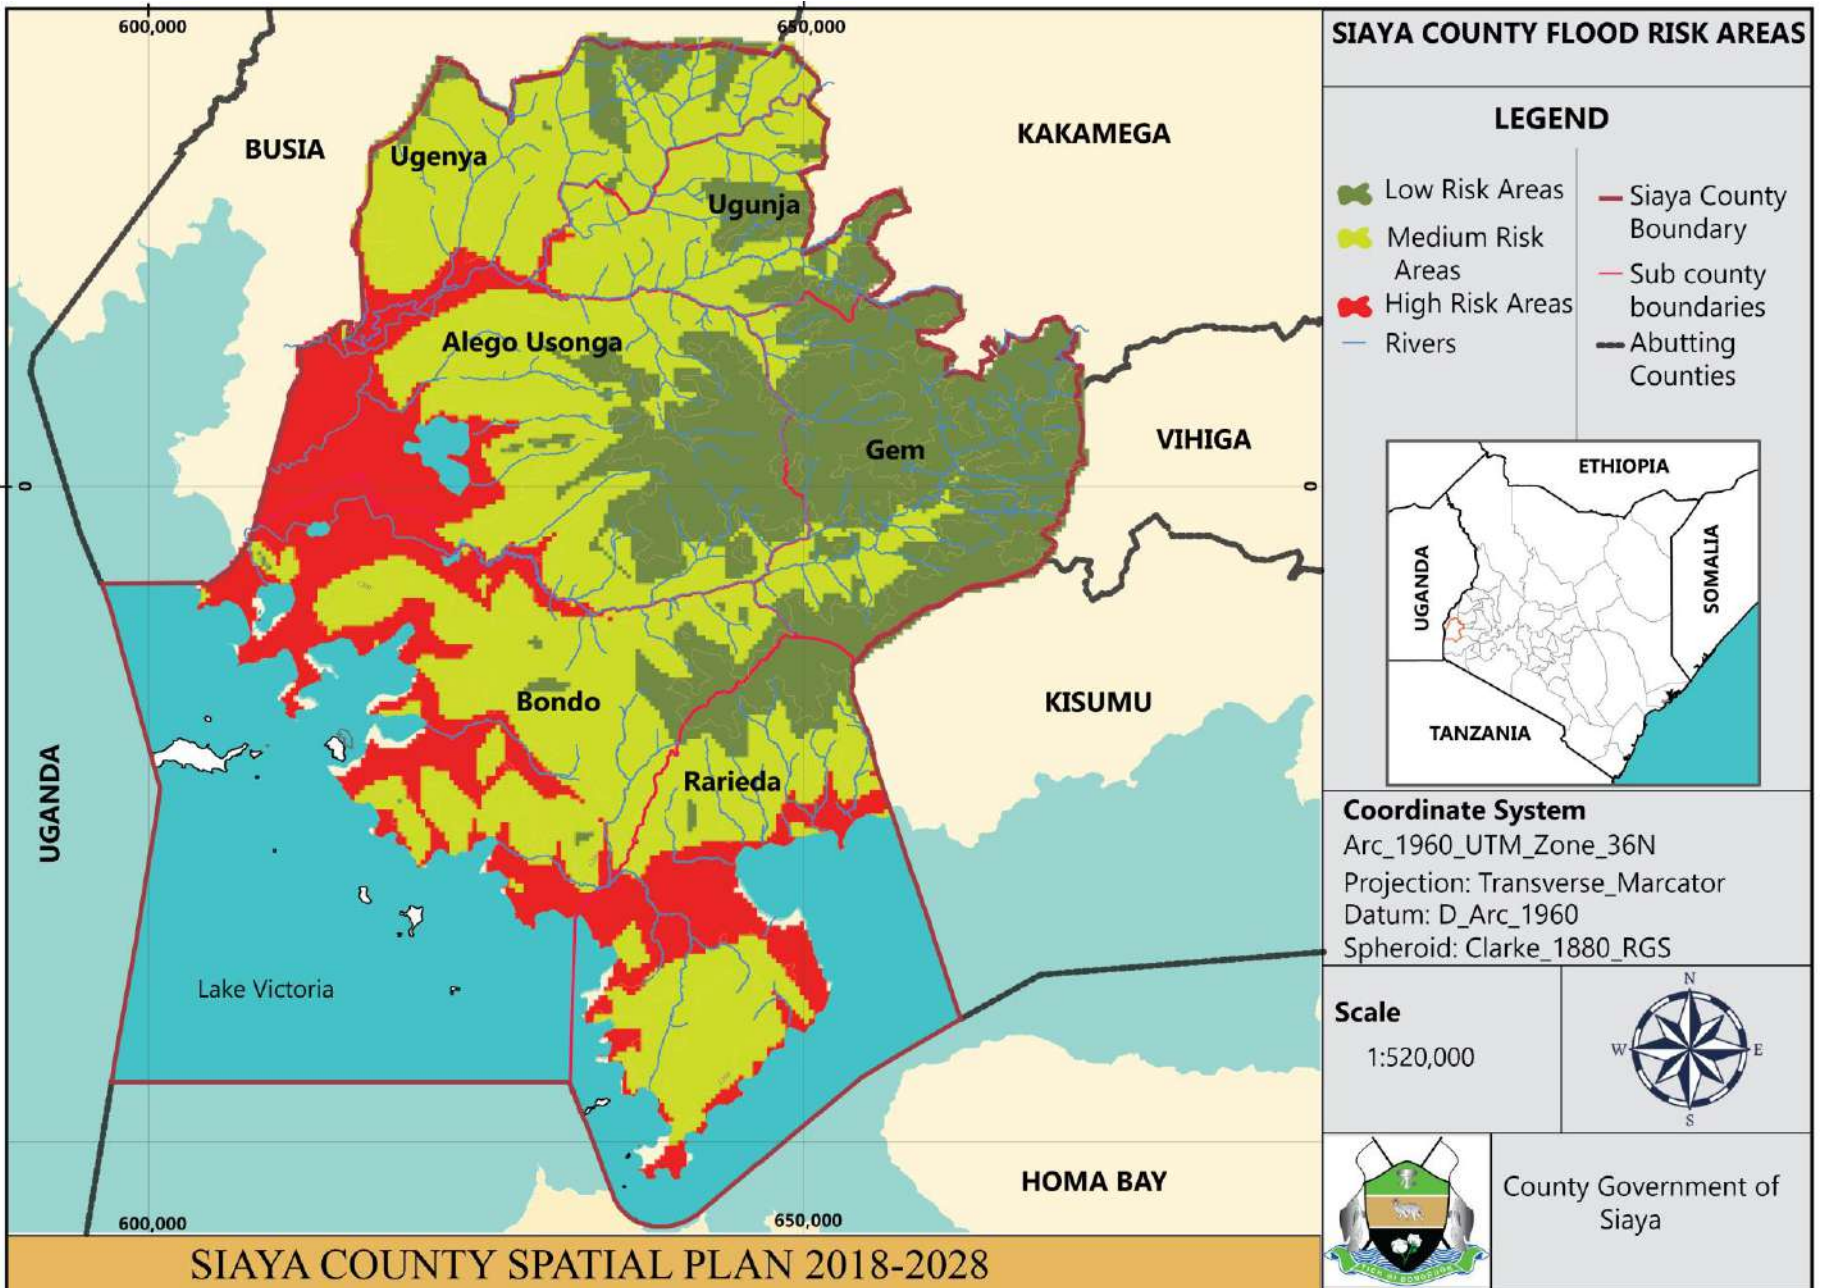 600,000
650,000
BUSIA
KAKAMEGA
Ugenya
Ugunja
Alego Usonga
Gem
VIHIGA
0
0
Bondo
KISUMU
Rarieda
UGANDA
Lake Victoria
HOMA BAY
600,000
650,000
SIAYA COUNTY SPATIAL PLAN 2018-2028
SIAYA COUNTY FLOOD RISK AREAS
LEGEND
Low Risk Areas
Medium Risk
Areas
High Risk Areas
Rivers
Siaya County
Boundary
Sub county
boundaries
Abutting
Counties
ETHIOPIA
UGANDA
SOMALIA
TANZANIA
Coordinate System
Arc_1960_UTM_Zone_36N
Projection: Transverse_Marcator
Datum: D_Arc_1960
Spheroid: Clarke_1880_RGS
Scale
1:520,000
N
W
E
S
County Government of
Siaya